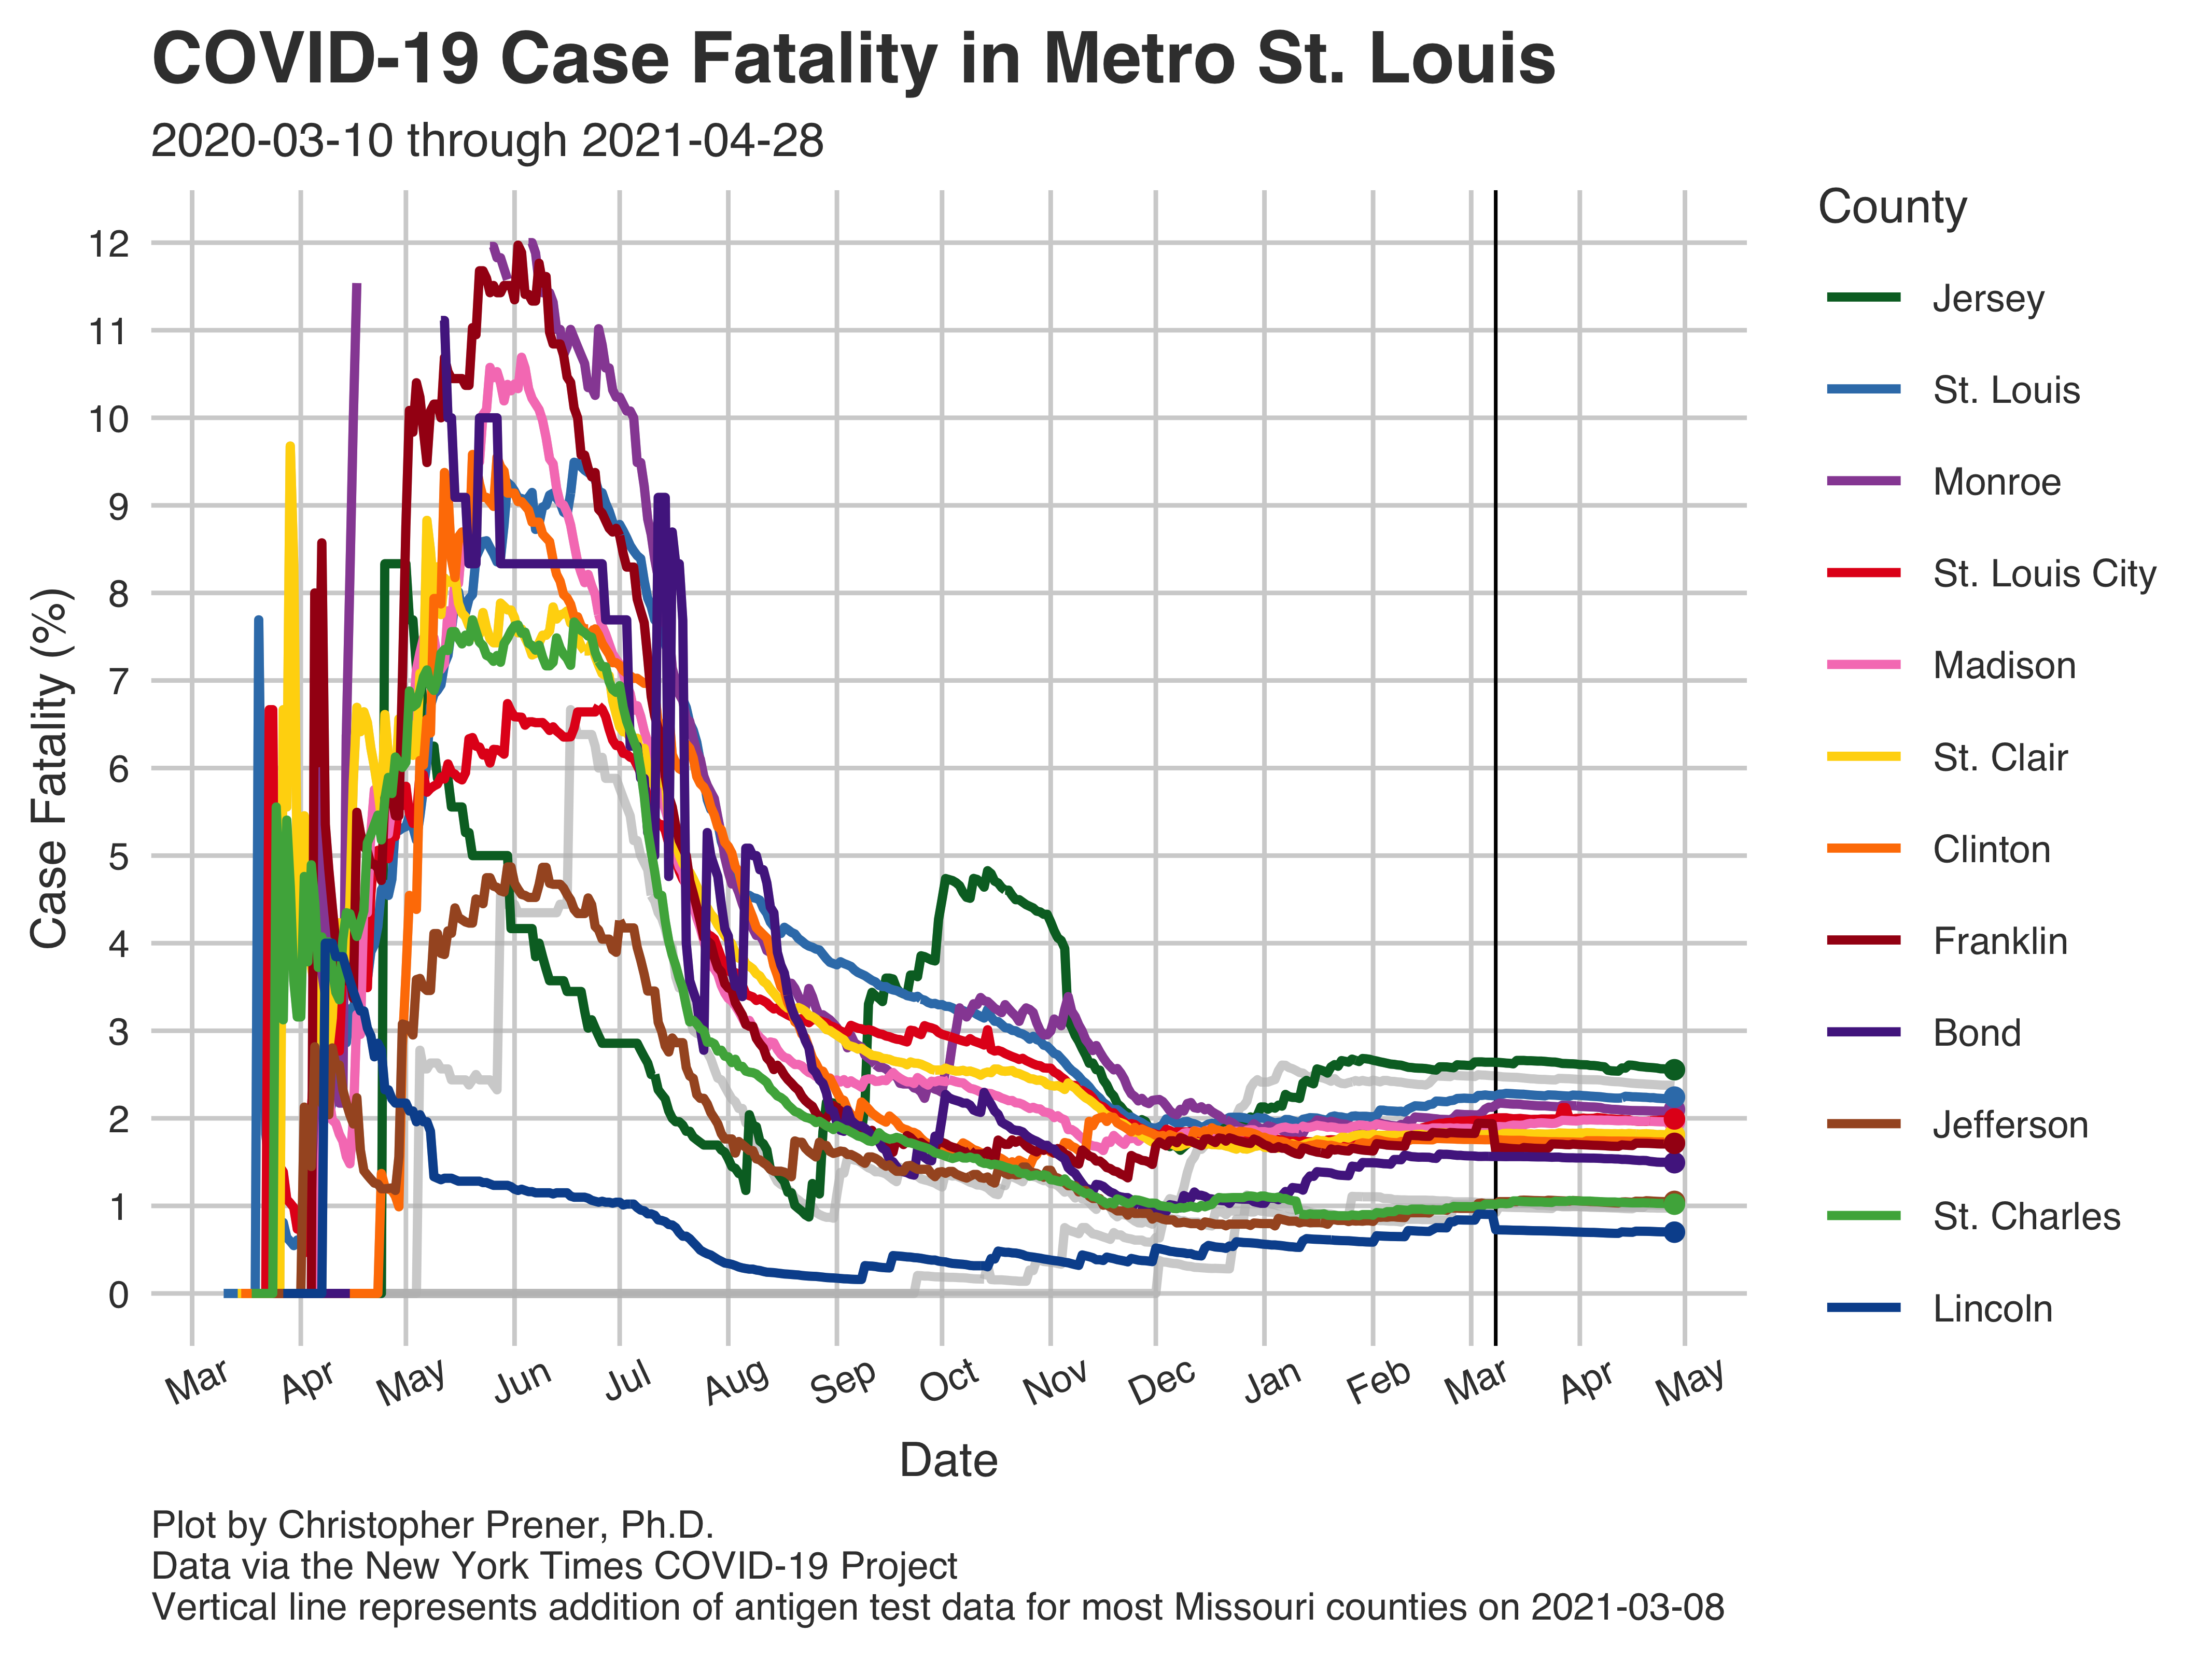 COVID-19 Case Fatality in Metro St. Louis
2020-03-10 through 2021-04-28
County
Jersey
St. Louis
Monroe
St. Louis City
Madison
St. Clair
Clinton
Franklin
Bond
Jefferson
St. Charles
Lincoln
Case Fatality (%)
12
11
10
9
8
7
6
5
4
3
2
1
0
Mar Apr May Jun Jul Aug Sep Oct Nov Dec Jan Feb Mar Apr May
Date
Plot by Christopher Prener, Ph.D.
Data via the New York Times COVID-19 Project
Vertical line represents addition of antigen test data for most Missouri counties on 2021-03-08